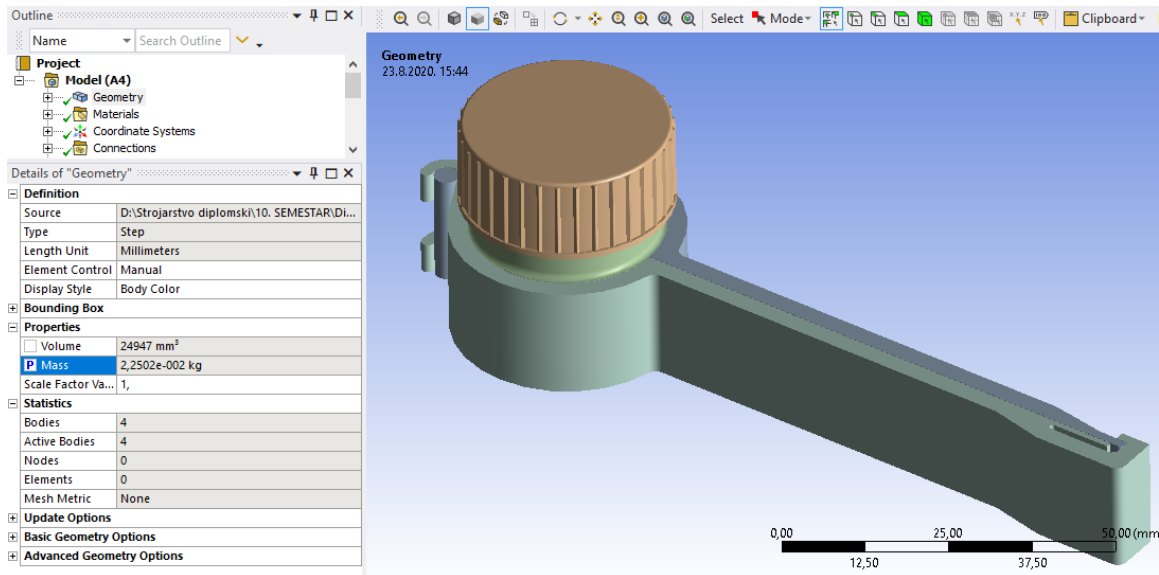 Outline
Name Search Outline
Project
Model (A4)
Geometry
Materials
Coordinate Systems
Connections
Details of "Geometry"
Definition
Source D:\Strojarstvo diplomski\10. SEMESTAR\Di...
Type Step
Length Unit Millimeters
Element Control Manual
Display Style Body Color
Bounding Box
Properties
Volume 24947 mm³
P Mass 2,2502e-002 kg
Scale Factor Va... 1,
Statistics
Bodies 4
Active Bodies 4
Nodes 0
Elements 0
Mesh Metric None
Update Options
Basic Geometry Options
Advanced Geometry Options
Select Mode Clipboard
Geometry
23.8.2020. 15:44
0,00 25,00 50,00 (mm
12,50 37,50